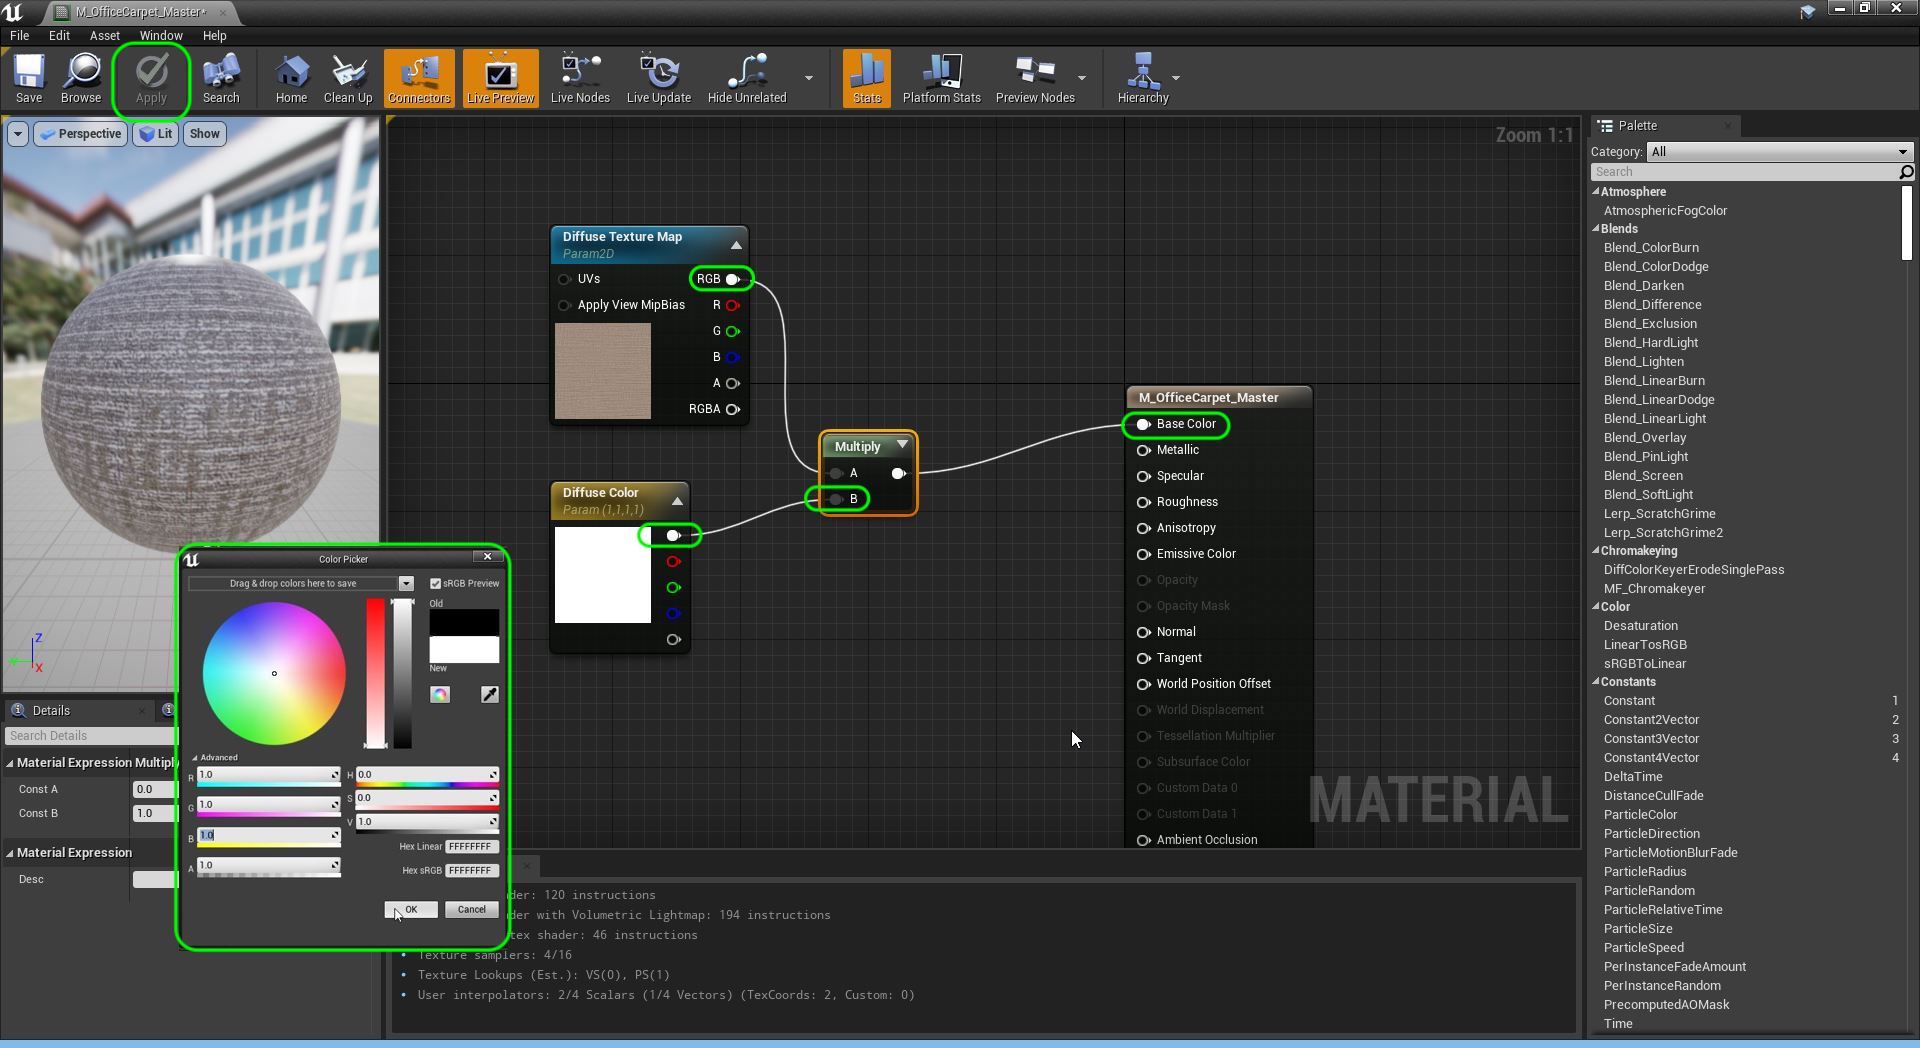 M_OfficeCarpet_Master*
File Edit Asset Window Help
Save Browse Apply Search Home Clean Up Connectors Live Preview Live Nodes Live Update Hide Unrelated Stats Platform Stats Preview Nodes Hierarchy
Perspective Lit Show
Zoom 1:1
Diffuse Texture Map
Param2D
UVs RGB
Apply View MipBias R
G
B
A
RGBA
Multiply
A
B
Diffuse Color
Param (1,1,1,1)
M_OfficeCarpet_Master
Base Color
Metallic
Specular
Roughness
Anisotropy
Emissive Color
Opacity
Opacity Mask
Normal
Tangent
World Position Offset
World Displacement
Tessellation Multiplier
Subsurface Color
Custom Data 0
Custom Data 1
Ambient Occlusion
MATERIAL
Z
Y
X
Details
Search Details
Material Expression Multiply
Const A 0.0
Const B 1.0
Material Expression
Desc
Color Picker
Drag & drop colors here to save
sRGB Preview
Old
New
Advanced
R 1.0 H 0.0
G 1.0 S 0.0
B 1.0 V 1.0
A 1.0
Hex Linear FFFFFFFF
Hex sRGB FFFFFFFF
OK Cancel
der: 120 instructions
der with Volumetric Lightmap: 194 instructions
tex shader: 46 instructions
• Texture samplers: 4/16
• Texture Lookups (Est.): VS(0), PS(1)
• User interpolators: 2/4 Scalars (1/4 Vectors) (TexCoords: 2, Custom: 0)
Palette
Category: All
Search
Atmosphere
AtmosphericFogColor
Blends
Blend_ColorBurn
Blend_ColorDodge
Blend_Darken
Blend_Difference
Blend_Exclusion
Blend_HardLight
Blend_Lighten
Blend_LinearBurn
Blend_LinearDodge
Blend_LinearLight
Blend_Overlay
Blend_PinLight
Blend_Screen
Blend_SoftLight
Lerp_ScratchGrime
Lerp_ScratchGrime2
Chromakeying
DiffColorKeyerErodeSinglePass
MF_Chromakeyer
Color
Desaturation
LinearTosRGB
sRGBToLinear
Constants
Constant 1
Constant2Vector 2
Constant3Vector 3
Constant4Vector 4
DeltaTime
DistanceCullFade
ParticleColor
ParticleDirection
ParticleMotionBlurFade
ParticleRadius
ParticleRandom
ParticleRelativeTime
ParticleSize
ParticleSpeed
PerInstanceFadeAmount
PerInstanceRandom
PrecomputedAOMask
Time